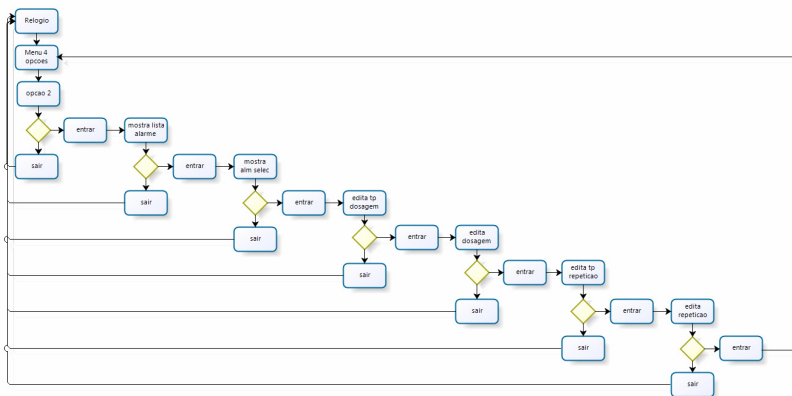 Relogio
Menu 4
opcoes
opcao 2
entrar
mostra lista
alarme
sair
entrar
mostra
alm selec
sair
entrar
edita tp
dosagem
sair
entrar
edita
dosagem
sair
entrar
edita tp
repeticao
sair
entrar
edita
repeticao
sair
entrar
sair